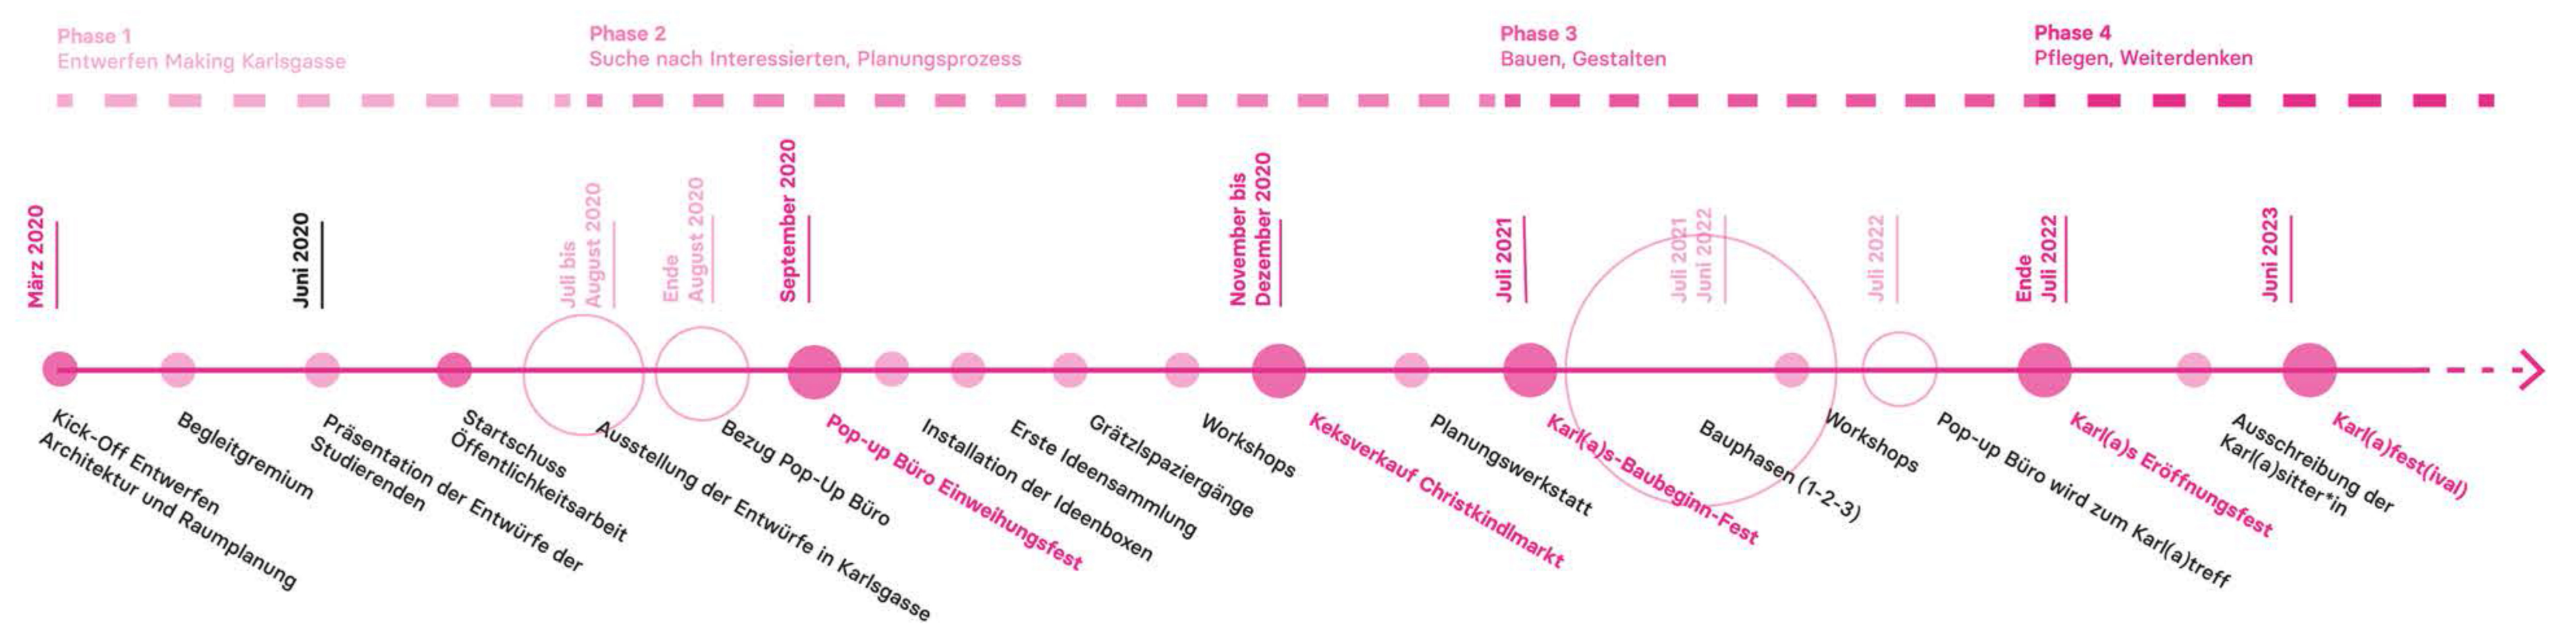 Phase 1
Entwerfen Making Karlsgasse
Phase 2
Suche nach Interessierten, Planungsprozess
Phase 3
Bauen, Gestalten
Phase 4
Pflegen, Weiterdenken
März 2020
Juni 2020
Juli bis
August 2020
Ende
August 2020
September 2020
November bis
Dezember 2020
Juli 2021
Juli 2021
Juni 2022
Juli 2022
Ende
Juli 2022
Juni 2023
Kick-Off Entwerfen
Architektur und Raumplanung
Begleitgremium
Präsentation der Entwürfe der
Studierenden
Startschuss
Öffentlichkeitsarbeit
Ausstellung der Entwürfe in Karlsgasse
Bezug Pop-Up Büro
Pop-up Büro Einweihungsfest
Installation der Ideenboxen
Erste Ideensammlung
Grätzlspaziergänge
Workshops
Keksverkauf Christkindlmarkt
Planungswerkstatt
Karl(a)s-Baubeginn-Fest
Bauphasen (1-2-3)
Workshops
Pop-up Büro wird zum Karl(a)treff
Karl(a)s Eröffnungsfest
Ausschreibung der
Karl(a)sitter*in
Karl(a)fest(ival)